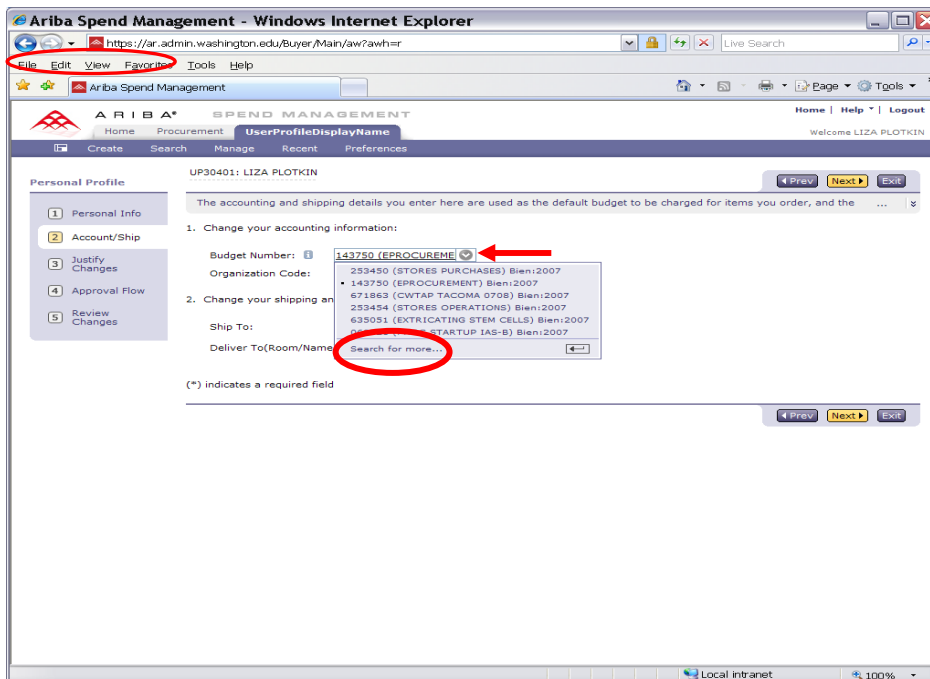 Ariba Spend Management - Windows Internet Explorer
https://ar.admin.washington.edu/Buyer/Main/aw?awh=r
Live Search
File Edit View Favorites Tools Help
Ariba Spend Management
Page Tools
ARIBA SPEND MANAGEMENT
Home | Help | Logout
Home Procurement UserProfileDisplayName
Welcome LIZA PLOTKIN
Create Search Manage Recent Preferences
Personal Profile
1 Personal Info
2 Account/Ship
3 Justify Changes
4 Approval Flow
5 Review Changes
UP30401: LIZA PLOTKIN
Prev Next Exit
The accounting and shipping details you enter here are used as the default budget to be charged for items you order, and the ...
1. Change your accounting information:
Budget Number: 143750 (EPROCUREME
Organization Code:
253450 (STORES PURCHASES) Bien:2007
143750 (EPROCUREMENT) Bien:2007
671863 (CWTAP TACOMA 0708) Bien:2007
253454 (STORES OPERATIONS) Bien:2007
635051 (EXTRICATING STEM CELLS) Bien:2007
STARTUP IAS-B) Bien:2007
Search for more...
2. Change your shipping an
Ship To:
Deliver To(Room/Name
(*) indicates a required field
Prev Next Exit
Local intranet
100%